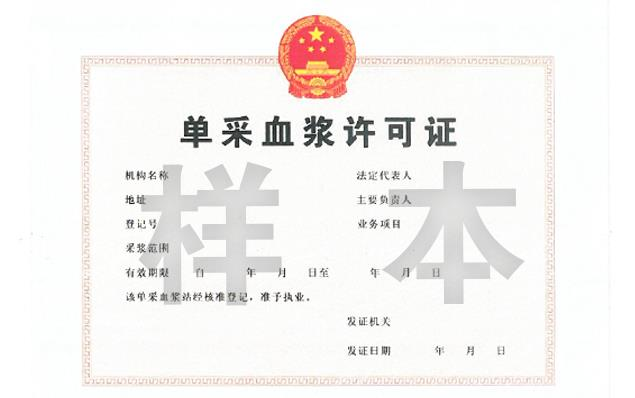 单采血浆许可证
机构名称 法定代表人
地址 主要负责人
登记号 业务项目
采浆范围
有效期限 自 年 月 日至 年 月 日
该单采血浆站经核准登记，准予执业。
发证机关
发证日期 年 月 日
样本